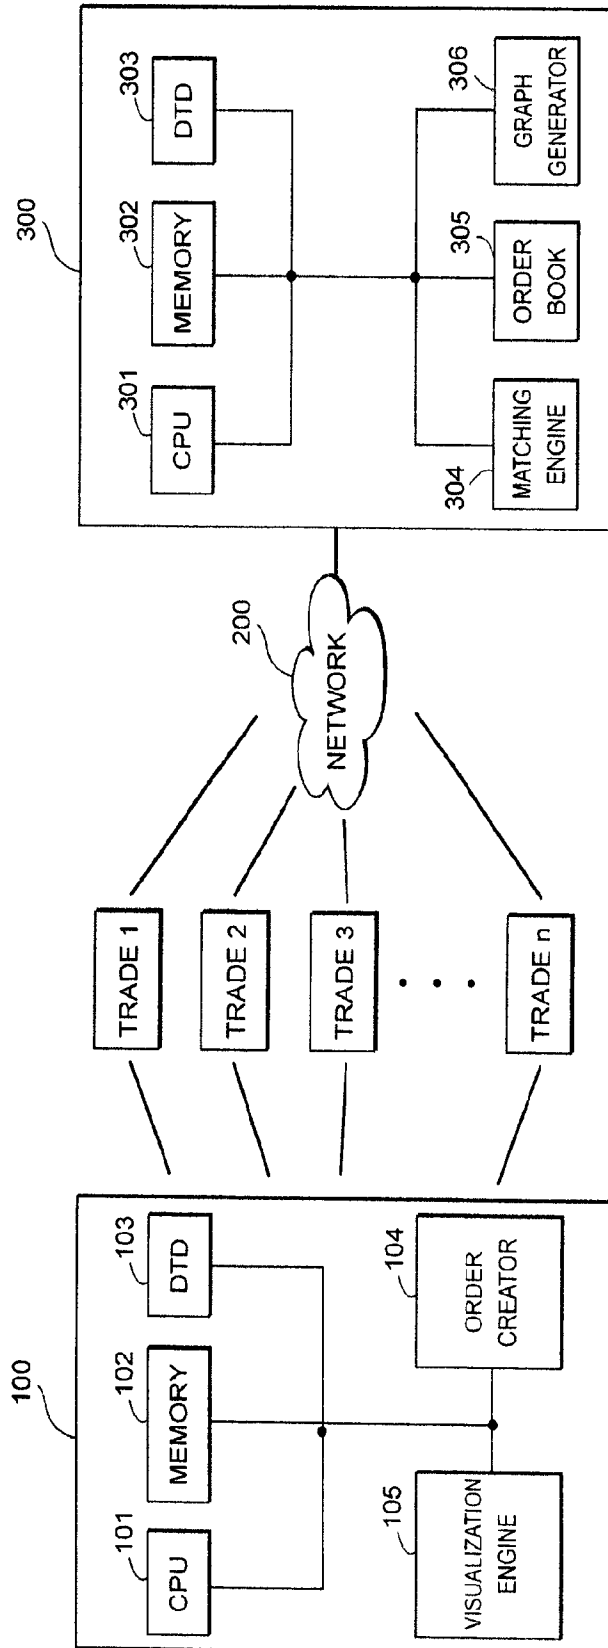 100
101
CPU
102
MEMORY
103
DTD
105
VISUALIZATION
ENGINE
104
ORDER
CREATOR
TRADE 1
TRADE 2
TRADE 3
• • •
TRADE n
200
NETWORK
300
301
CPU
302
MEMORY
303
DTD
304
MATCHING
ENGINE
305
ORDER
BOOK
306
GRAPH
GENERATOR